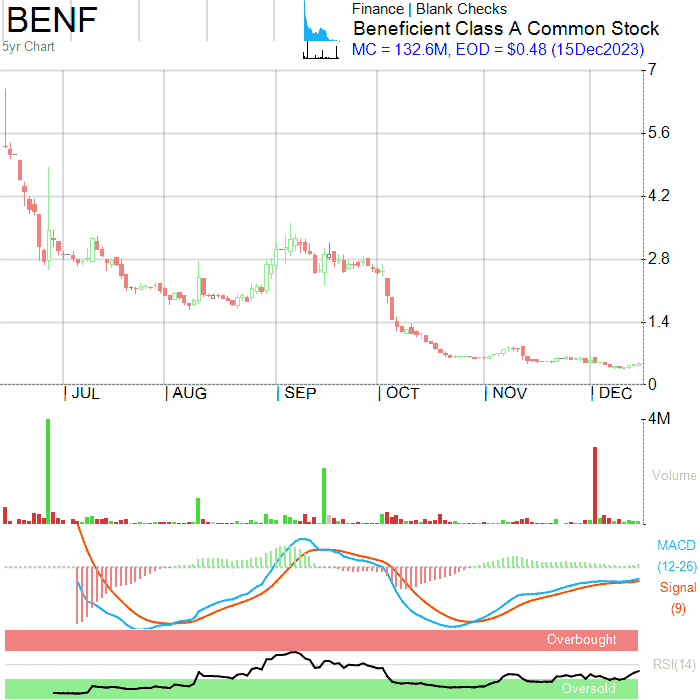 BENF
5yr Chart
Finance | Blank Checks
Beneficient Class A Common Stock
MC = 132.6M, EOD = $0.48 (15Dec2023)
7
5.6
4.2
2.8
1.4
0
JUL AUG SEP OCT NOV DEC
4M
Volume
MACD
(12-26)
Signal
(9)
Overbought
RSI(14)
Oversold